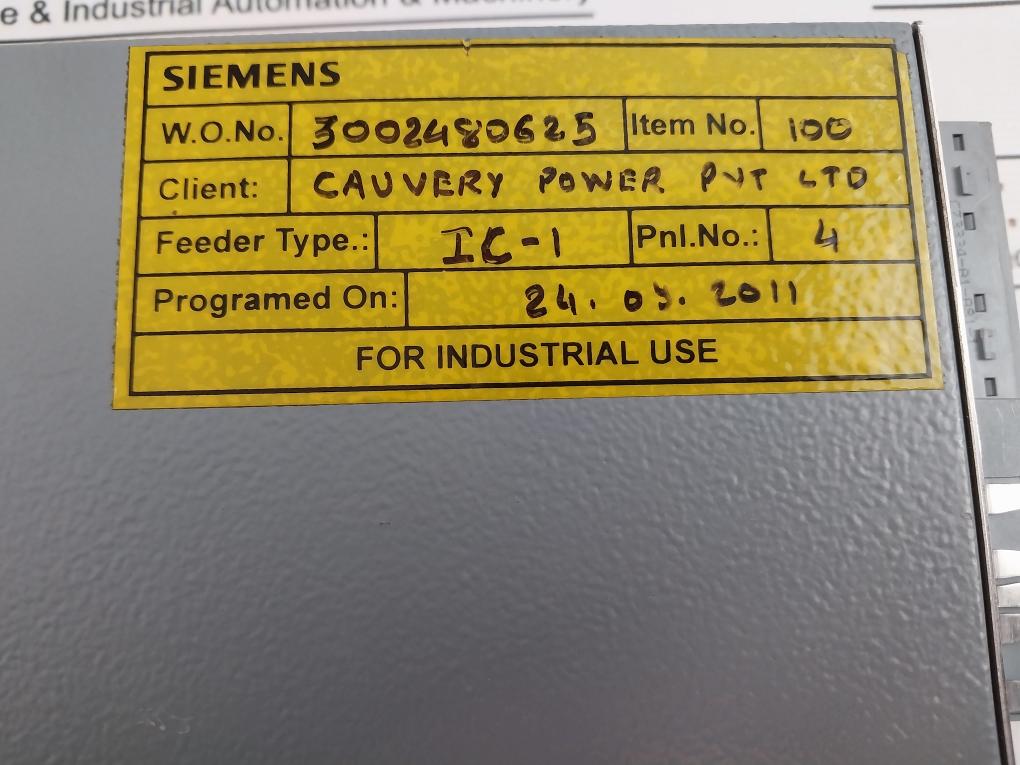 e & Industrial Automation & Machinery
SIEMENS
W.O.No. 3002480625 Item No. 100
Client: CAUVERY POWER PVT LTD
Feeder Type.: IC-1 Pnl.No.: 4
Programed On: 24. 03. 2011
FOR INDUSTRIAL USE